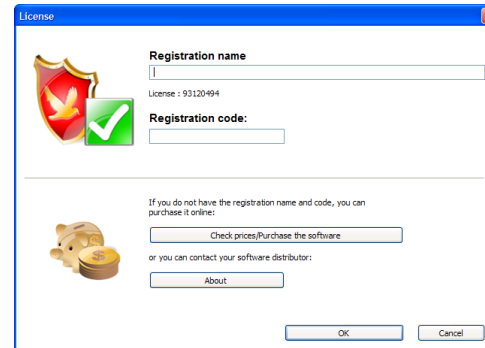 License
Registration name
License : 93120494
Registration code:
If you do not have the registration name and code, you can
purchase it online:
Check prices/Purchase the software
or you can contact your software distributor:
About
OK
Cancel